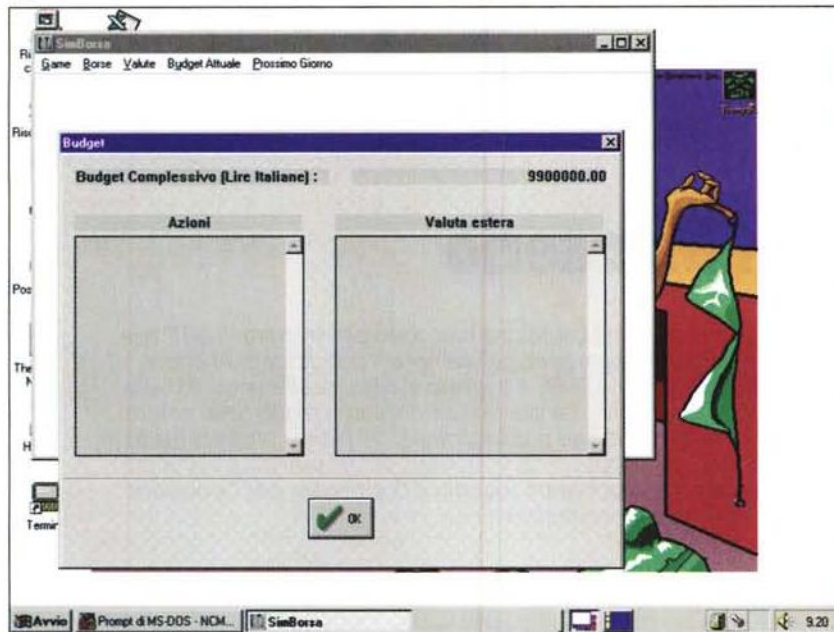 SimBorsa
Game Borse Valute Budget Attuale Prossimo Giorno
Budget
Budget Complessivo (Lire Italiane) : 9900000.00
Azioni Valuta estera
OK
Avvio Prompt di MS-DOS - NCM... SimBorsa 9.20